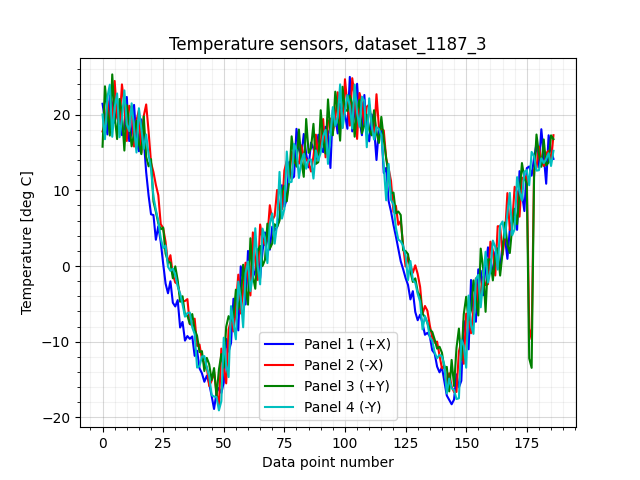 Temperature sensors, dataset_1187_3
Temperature [deg C]
20
10
0
−10
−20
Panel 1 (+X)
Panel 2 (-X)
Panel 3 (+Y)
Panel 4 (-Y)
0 25 50 75 100 125 150 175
Data point number